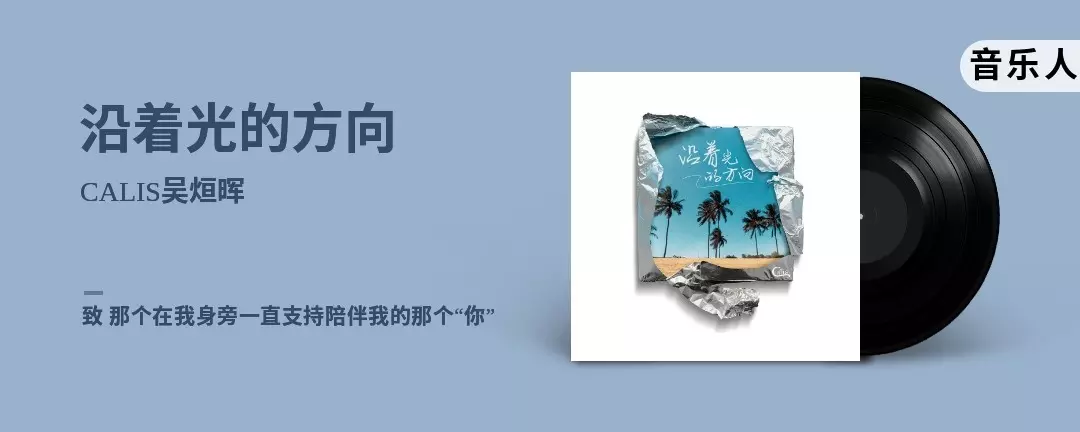 音乐人
沿着光的方向
CALIS吴烜晖
致 那个在我身旁一直支持陪伴我的那个“你”
沿着光
的方向
Calis